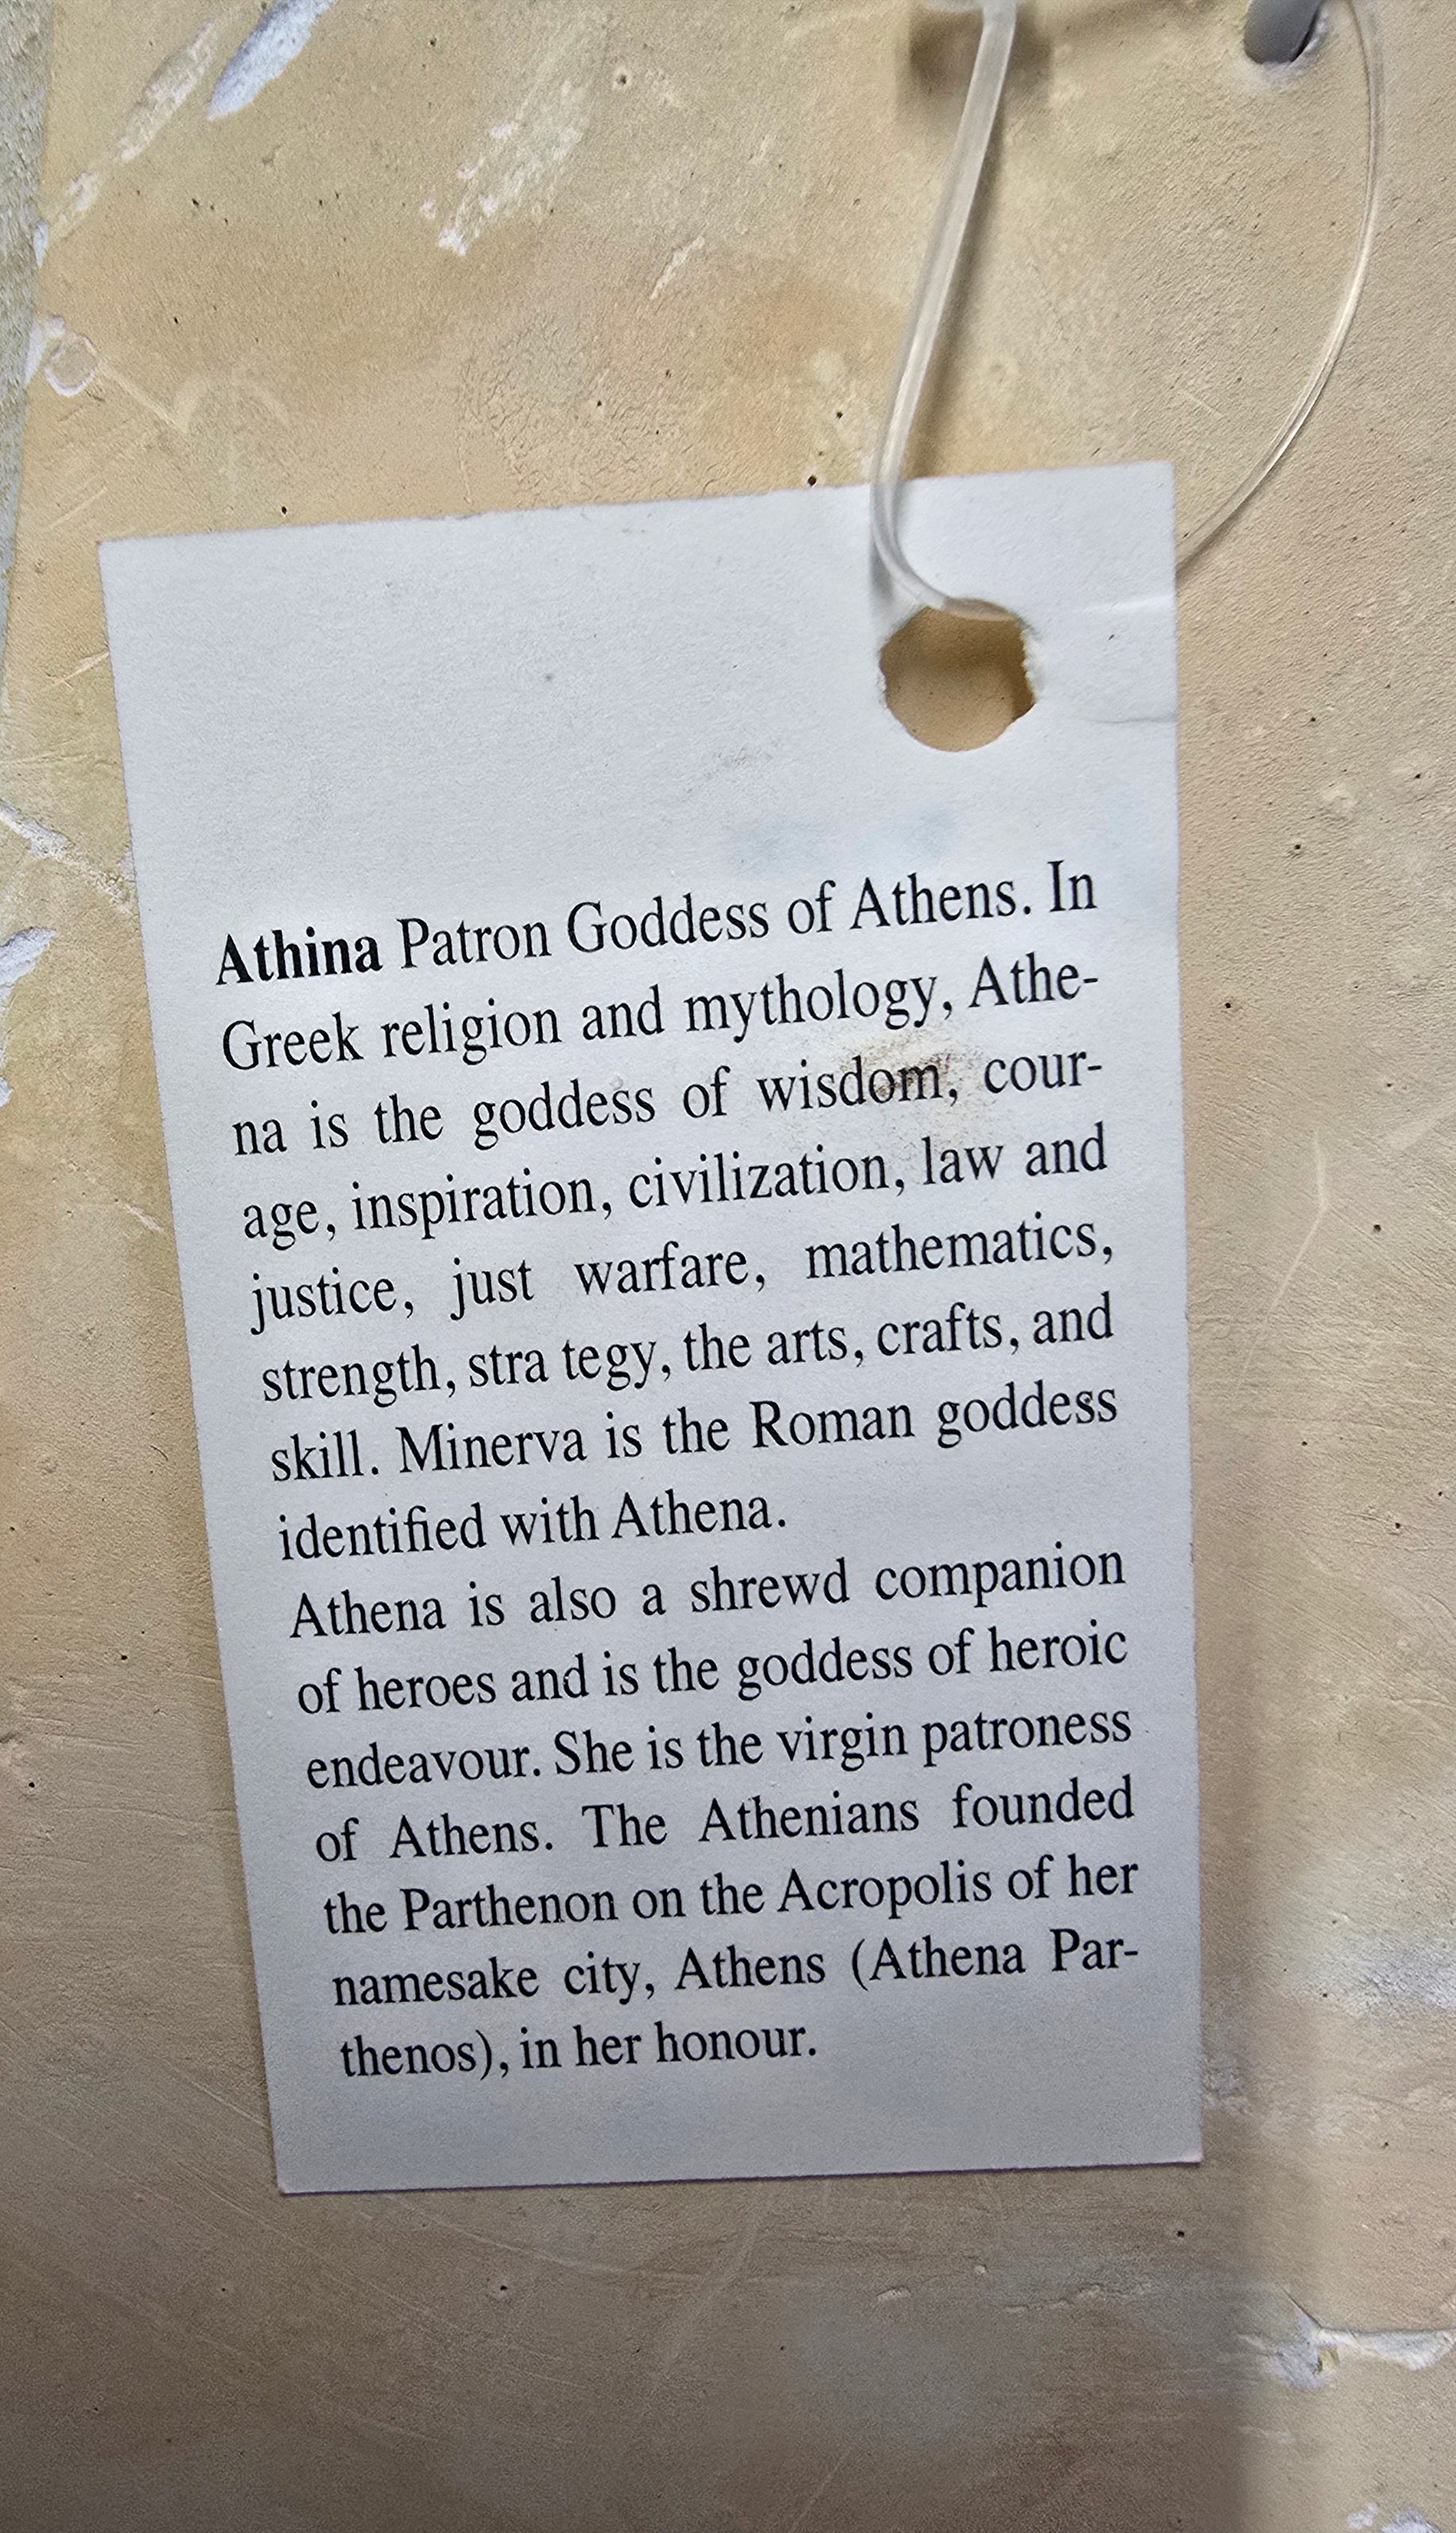 Athina Patron Goddess of Athens. In
Greek religion and mythology, Athe-
na is the goddess of wisdom, cour-
age, inspiration, civilization, law and
justice, just warfare, mathematics,
strength, stra tegy, the arts, crafts, and
skill. Minerva is the Roman goddess
identified with Athena.
Athena is also a shrewd companion
of heroes and is the goddess of heroic
endeavour. She is the virgin patroness
of Athens. The Athenians founded
the Parthenon on the Acropolis of her
namesake city, Athens (Athena Par-
thenos), in her honour.